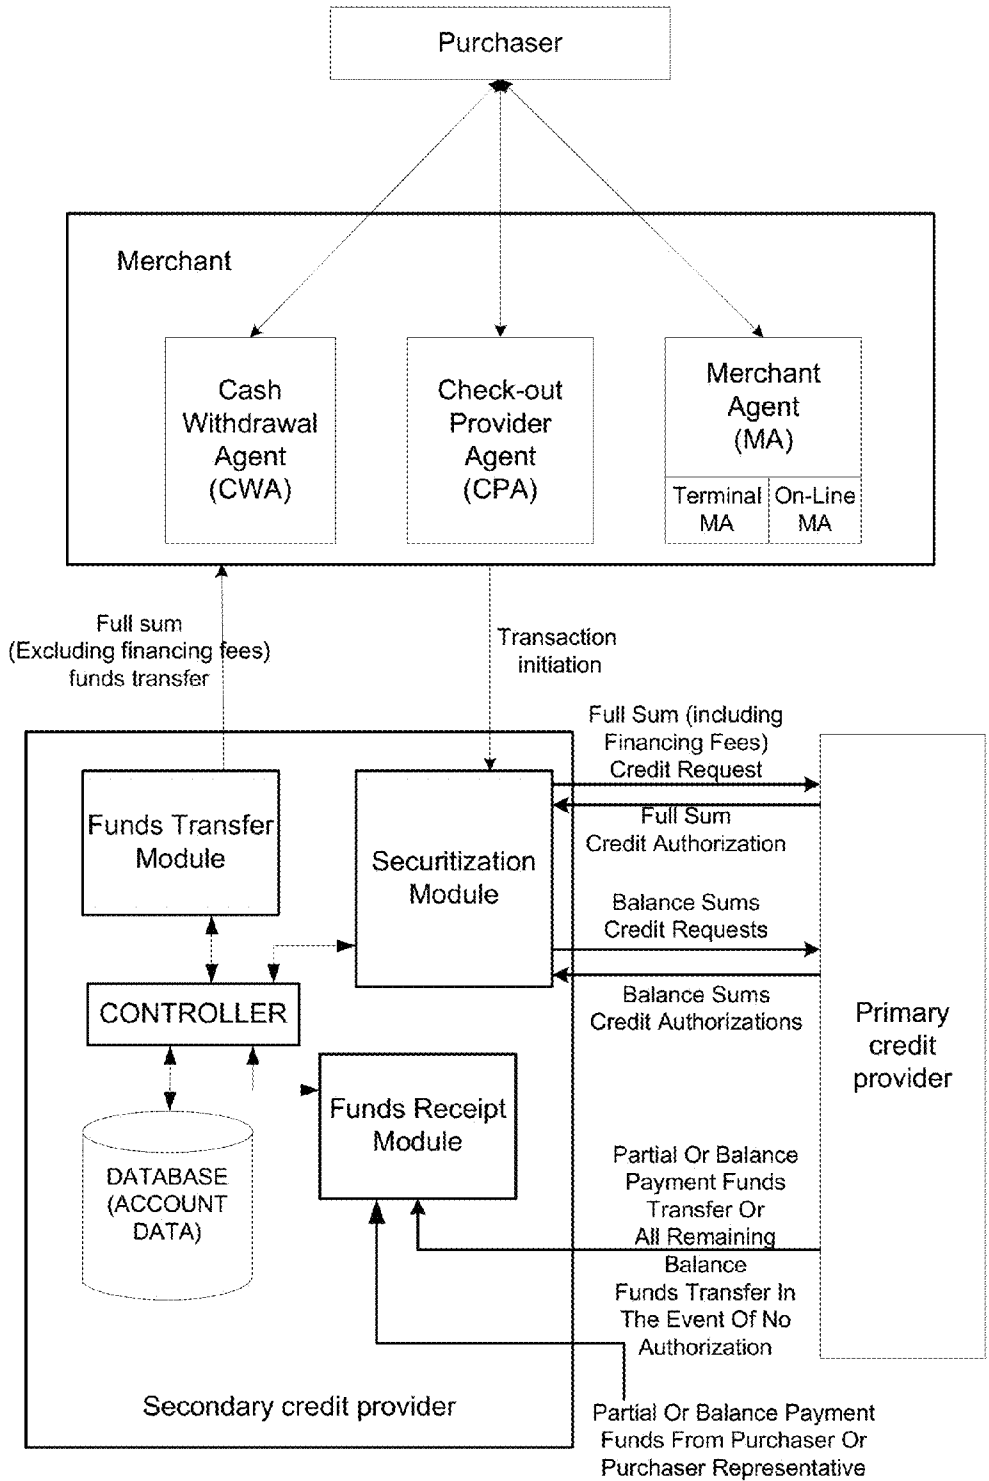 Purchaser
Merchant
Cash
Withdrawal
Agent
(CWA)
Check-out
Provider
Agent
(CPA)
Merchant
Agent
(MA)
Terminal
MA
On-Line
MA
Full sum
(Excluding financing fees)
funds transfer
Transaction
initiation
Full Sum (including
Financing Fees)
Credit Request
Full Sum
Credit Authorization
Balance Sums
Credit Requests
Balance Sums
Credit Authorizations
Funds Transfer
Module
Securitization
Module
CONTROLLER
Funds Receipt
Module
DATABASE
(ACCOUNT
DATA)
Primary
credit
provider
Partial Or Balance
Payment Funds
Transfer Or
All Remaining
Balance
Funds Transfer In
The Event Of No
Authorization
Secondary credit provider
Partial Or Balance Payment
Funds From Purchaser Or
Purchaser Representative